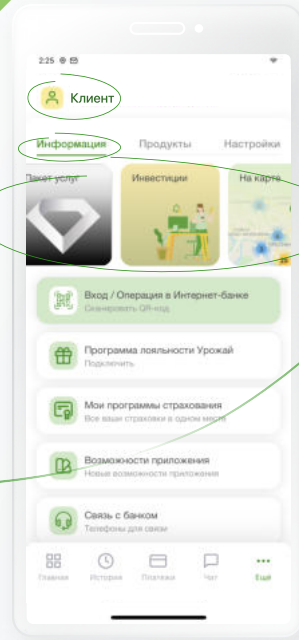 2:25
Клиент
Информация Продукты Настройки
Пакет услуг Инвестиции На карте
Вход / Операция в Интернет-банке
Сканировать QR-код
Программа лояльности Урожай
Подключить
Мои программы страхования
Все ваши страховки в одном месте
Возможности приложения
Новые возможности приложения
Связь с банком
Телефоны для связи
Главная История Платежи Чат Ещё